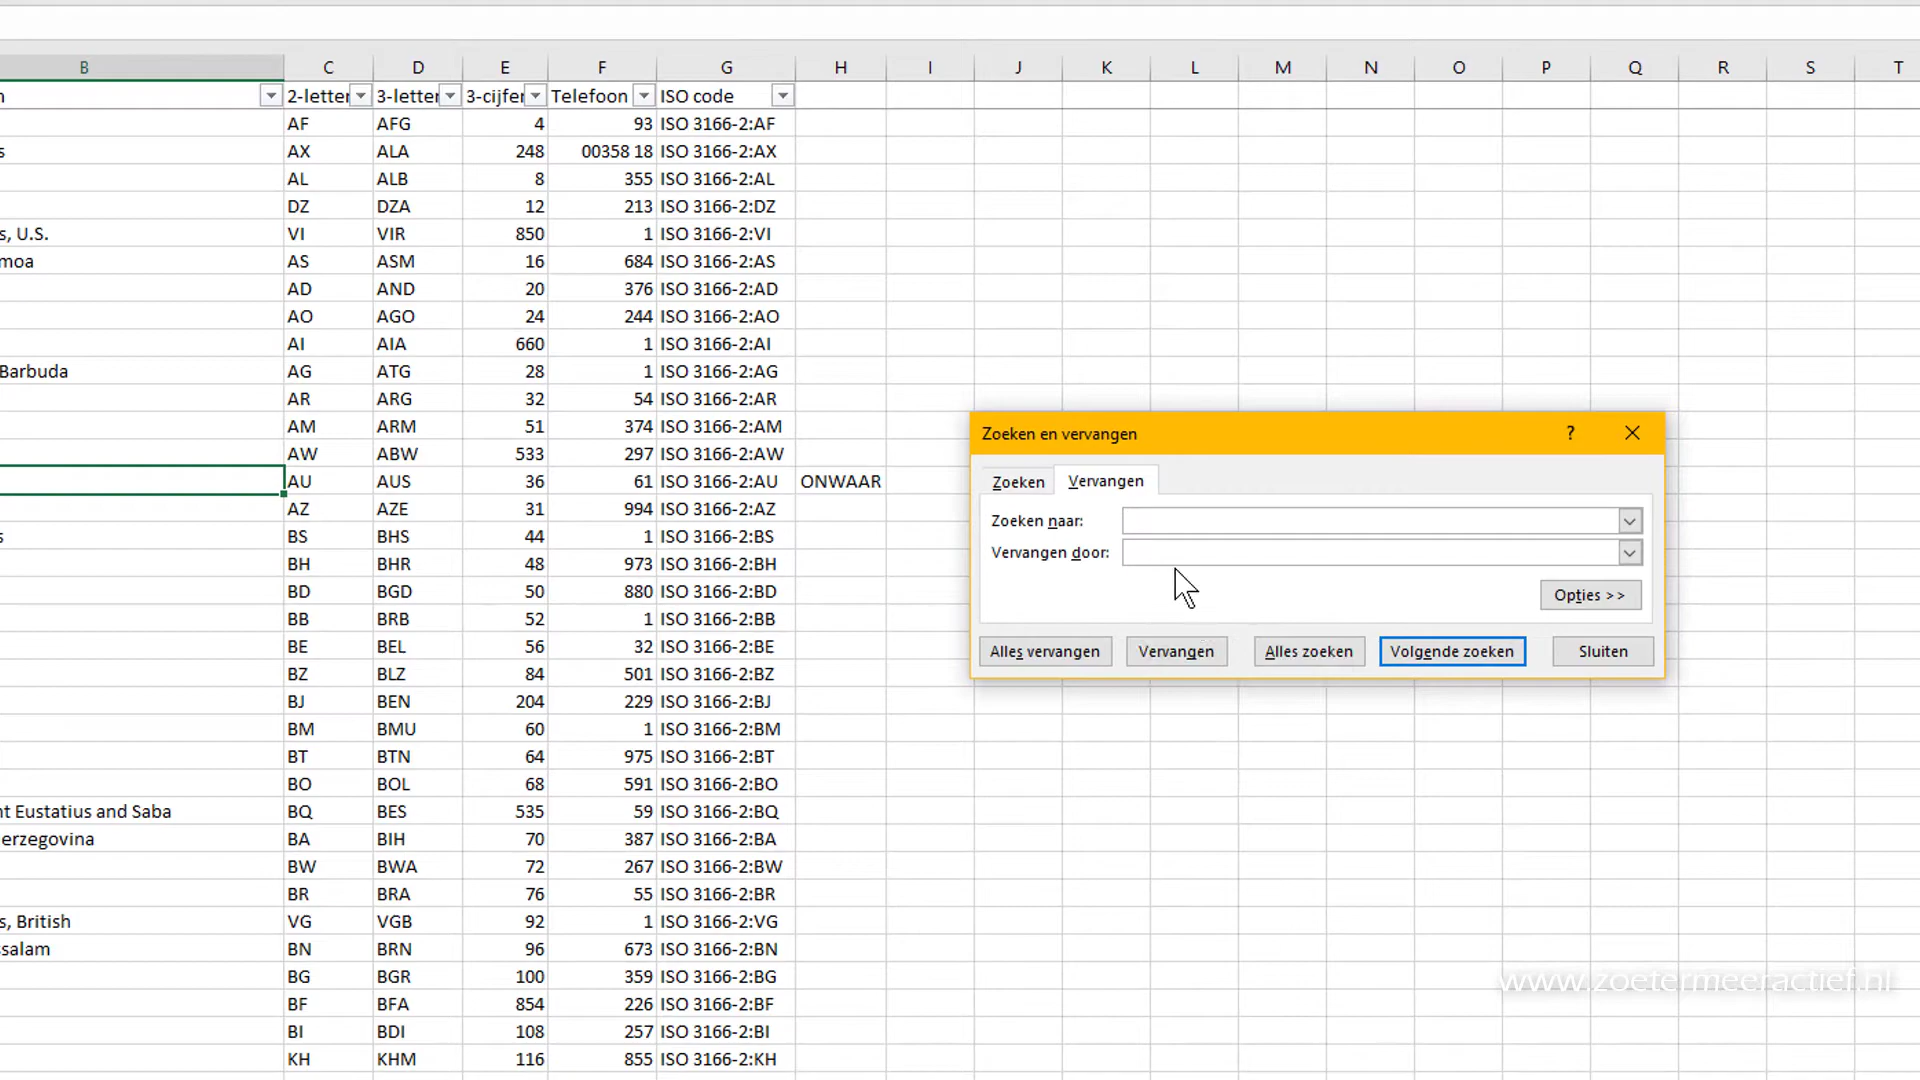 B C D E F G H I J K L M N O P Q R S T
n 2-letter 3-letter 3-cijfer Telefoon ISO code
AF AFG 4 93 ISO 3166-2:AF
s AX ALA 248 00358 18 ISO 3166-2:AX
AL ALB 8 355 ISO 3166-2:AL
DZ DZA 12 213 ISO 3166-2:DZ
s, U.S. VI VIR 850 1 ISO 3166-2:VI
moa AS ASM 16 684 ISO 3166-2:AS
AD AND 20 376 ISO 3166-2:AD
AO AGO 24 244 ISO 3166-2:AO
AI AIA 660 1 ISO 3166-2:AI
Barbuda AG ATG 28 1 ISO 3166-2:AG
AR ARG 32 54 ISO 3166-2:AR
AM ARM 51 374 ISO 3166-2:AM
AW ABW 533 297 ISO 3166-2:AW
AU AUS 36 61 ISO 3166-2:AU ONWAAR
AZ AZE 31 994 ISO 3166-2:AZ
s BS BHS 44 1 ISO 3166-2:BS
BH BHR 48 973 ISO 3166-2:BH
BD BGD 50 880 ISO 3166-2:BD
BB BRB 52 1 ISO 3166-2:BB
BE BEL 56 32 ISO 3166-2:BE
BZ BLZ 84 501 ISO 3166-2:BZ
BJ BEN 204 229 ISO 3166-2:BJ
BM BMU 60 1 ISO 3166-2:BM
BT BTN 64 975 ISO 3166-2:BT
BO BOL 68 591 ISO 3166-2:BO
nt Eustatius and Saba BQ BES 535 59 ISO 3166-2:BQ
erzegovina BA BIH 70 387 ISO 3166-2:BA
BW BWA 72 267 ISO 3166-2:BW
BR BRA 76 55 ISO 3166-2:BR
s, British VG VGB 92 1 ISO 3166-2:VG
ssalam BN BRN 96 673 ISO 3166-2:BN
BG BGR 100 359 ISO 3166-2:BG
BF BFA 854 226 ISO 3166-2:BF
BI BDI 108 257 ISO 3166-2:BI
KH KHM 116 855 ISO 3166-2:KH
Zoeken en vervangen ?
Zoeken Vervangen
Zoeken naar:
Vervangen door:
Opties >>
Alles vervangen Vervangen Alles zoeken Volgende zoeken Sluiten
www.zoetermeeractief.nl